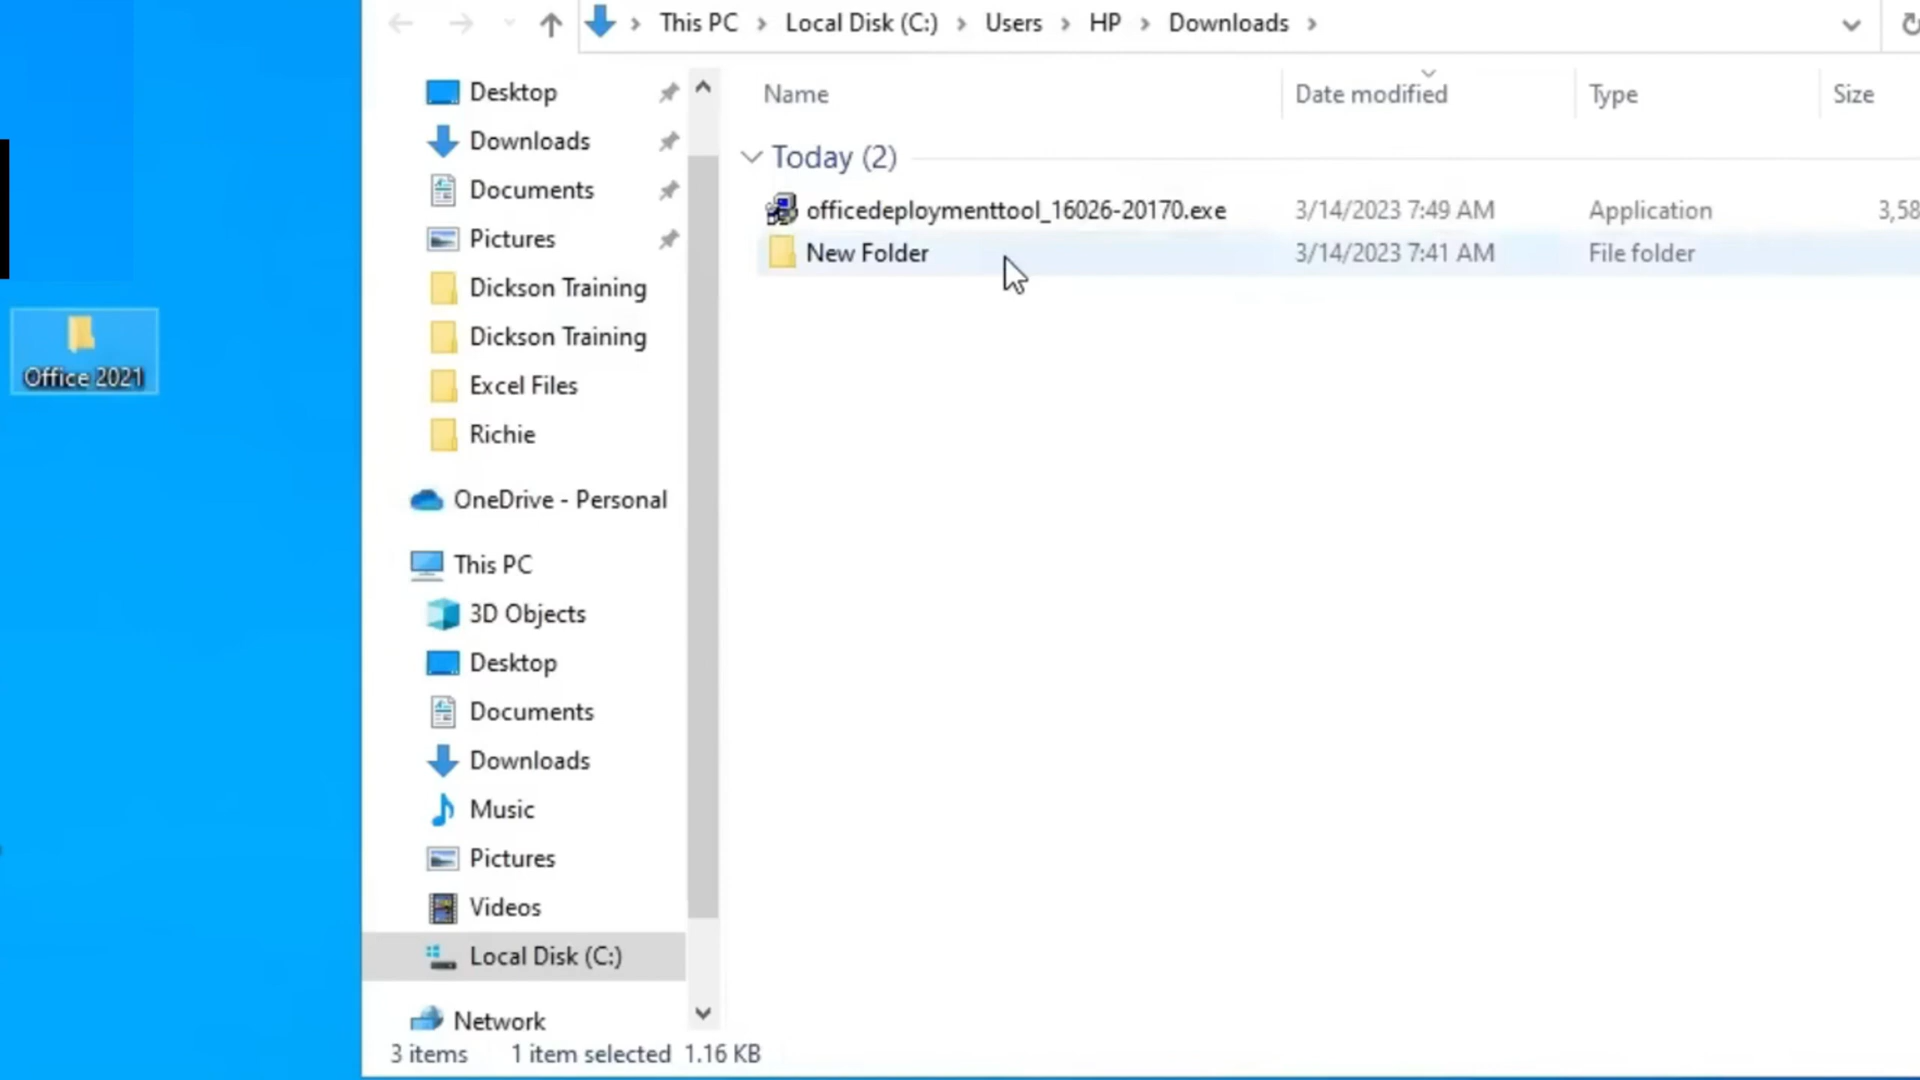 This PC > Local Disk (C:) > Users > HP > Downloads >
Name Date modified Type Size
Today (2)
officedeploymenttool_16026-20170.exe 3/14/2023 7:49 AM Application 3,58
New Folder 3/14/2023 7:41 AM File folder
Desktop
Downloads
Documents
Pictures
Dickson Training
Dickson Training
Excel Files
Richie
OneDrive - Personal
This PC
3D Objects
Desktop
Documents
Downloads
Music
Pictures
Videos
Local Disk (C:)
Network
3 items 1 item selected 1.16 KB
Office 2021